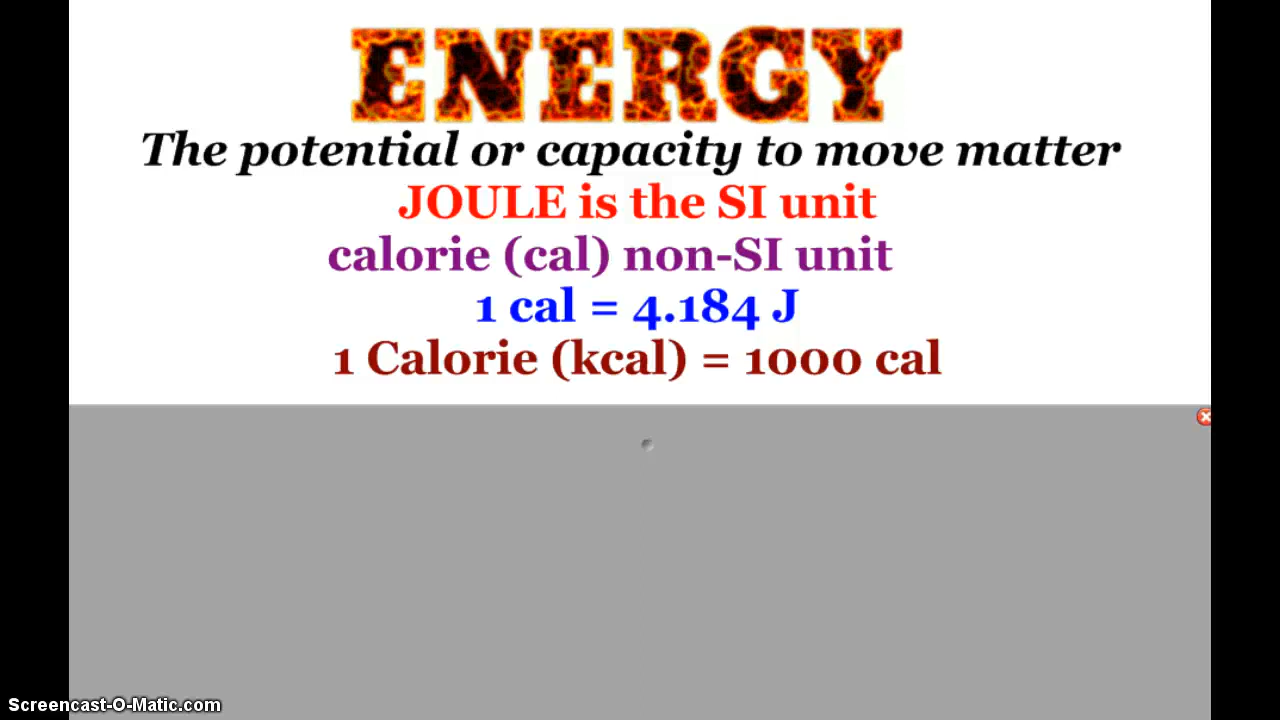 ENERGY
The potential or capacity to move matter
JOULE is the SI unit
calorie (cal) non-SI unit
1 cal = 4.184 J
1 Calorie (kcal) = 1000 cal
Screencast-O-Matic.com